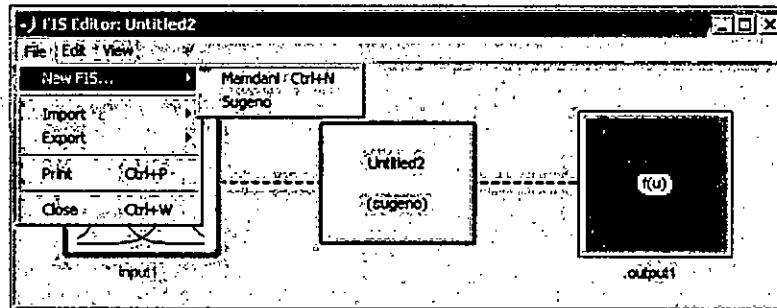 FIS Editor: Untitled2
File Edit View
New FIS...
Mamdani Ctrl+N
Sugeno
Import
Export
Print Ctrl+P
Close Ctrl+W
Untitled2
(sugeno)
f(u)
input1
output1